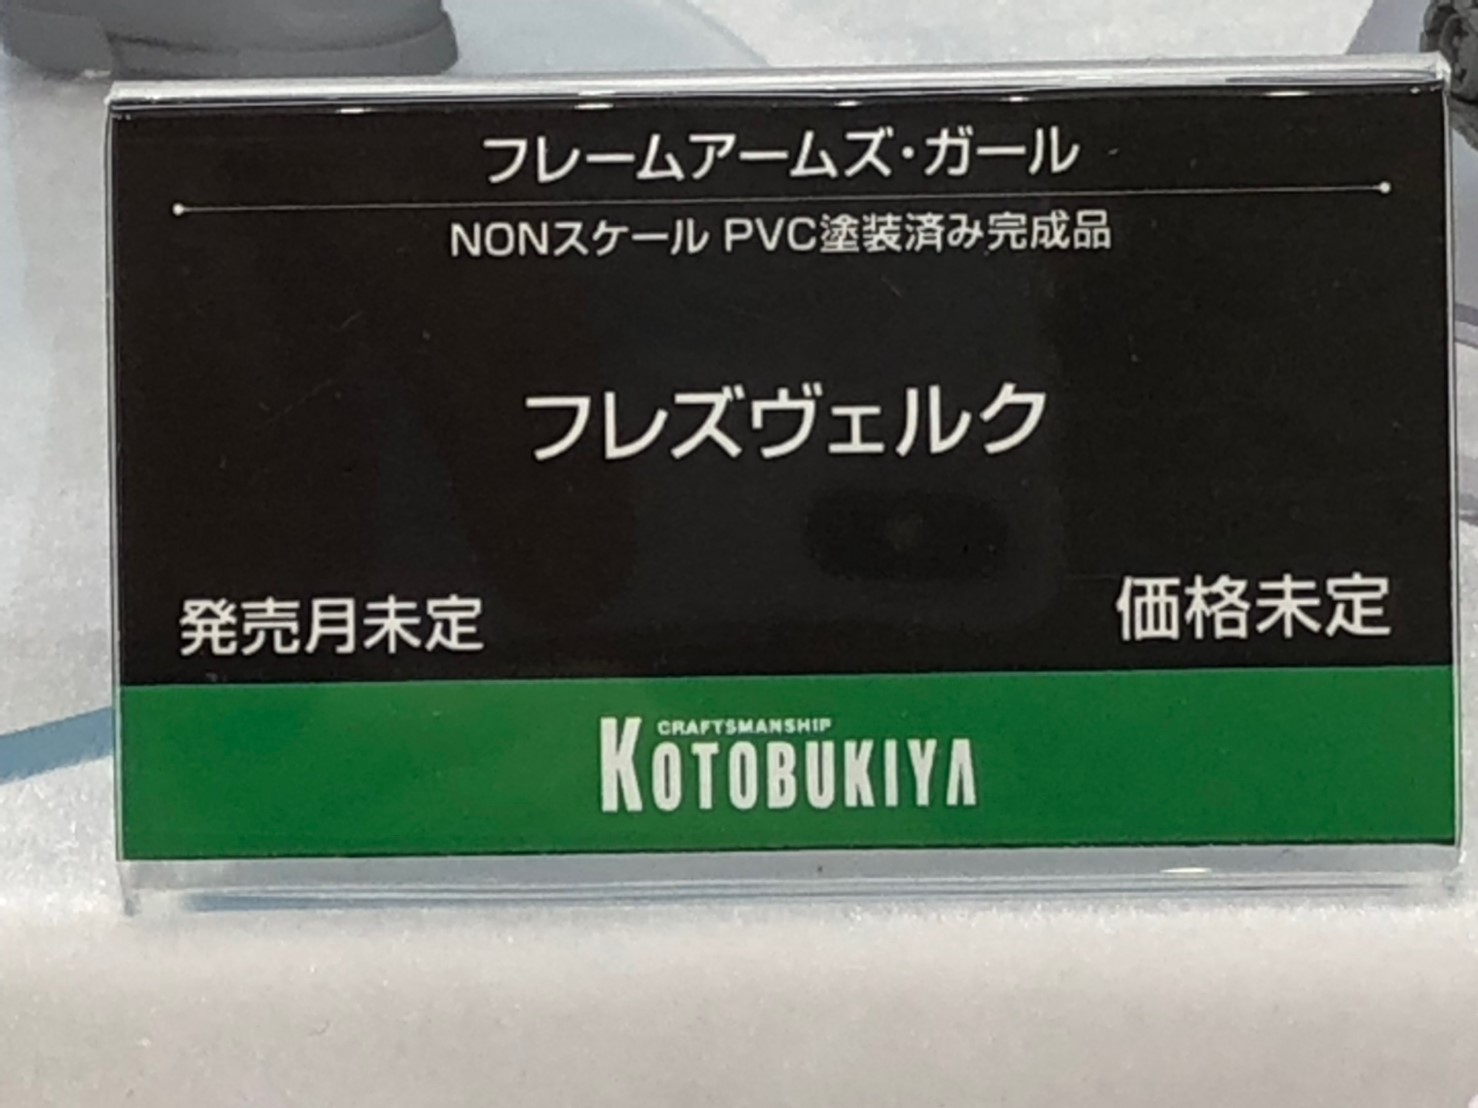 フレームアームズ・ガール
NONスケール PVC塗装済み完成品
フレズヴェルク
発売月未定
価格未定
CRAFTSMANSHIP
KOTOBUKIYA